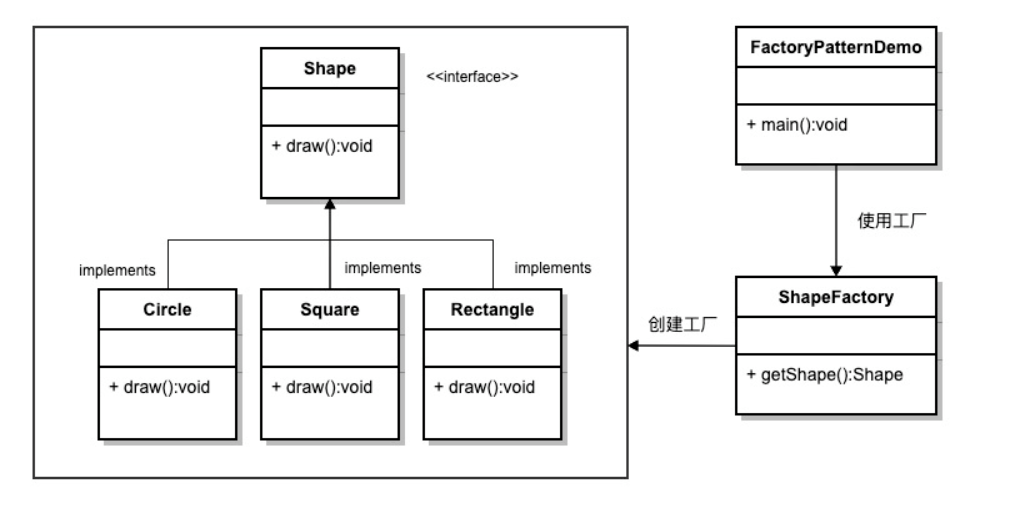 Shape
<<interface>>
+ draw():void
implements
implements
implements
Circle
+ draw():void
Square
+ draw():void
Rectangle
+ draw():void
FactoryPatternDemo
+ main():void
使用工厂
ShapeFactory
+ getShape():Shape
创建工厂